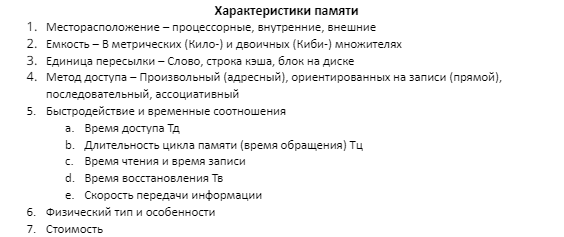 Характеристики памяти
1. Месторасположение – процессорные, внутренние, внешние
2. Емкость – В метрических (Кило-) и двоичных (Киби-) множителях
3. Единица пересылки – Слово, строка кэша, блок на диске
4. Метод доступа – Произвольный (адресный), ориентированных на записи (прямой),
последовательный, ассоциативный
5. Быстродействие и временные соотношения
a. Время доступа Тд
b. Длительность цикла памяти (время обращения) Тц
c. Время чтения и время записи
d. Время восстановления Тв
e. Скорость передачи информации
6. Физический тип и особенности
7. Стоимость